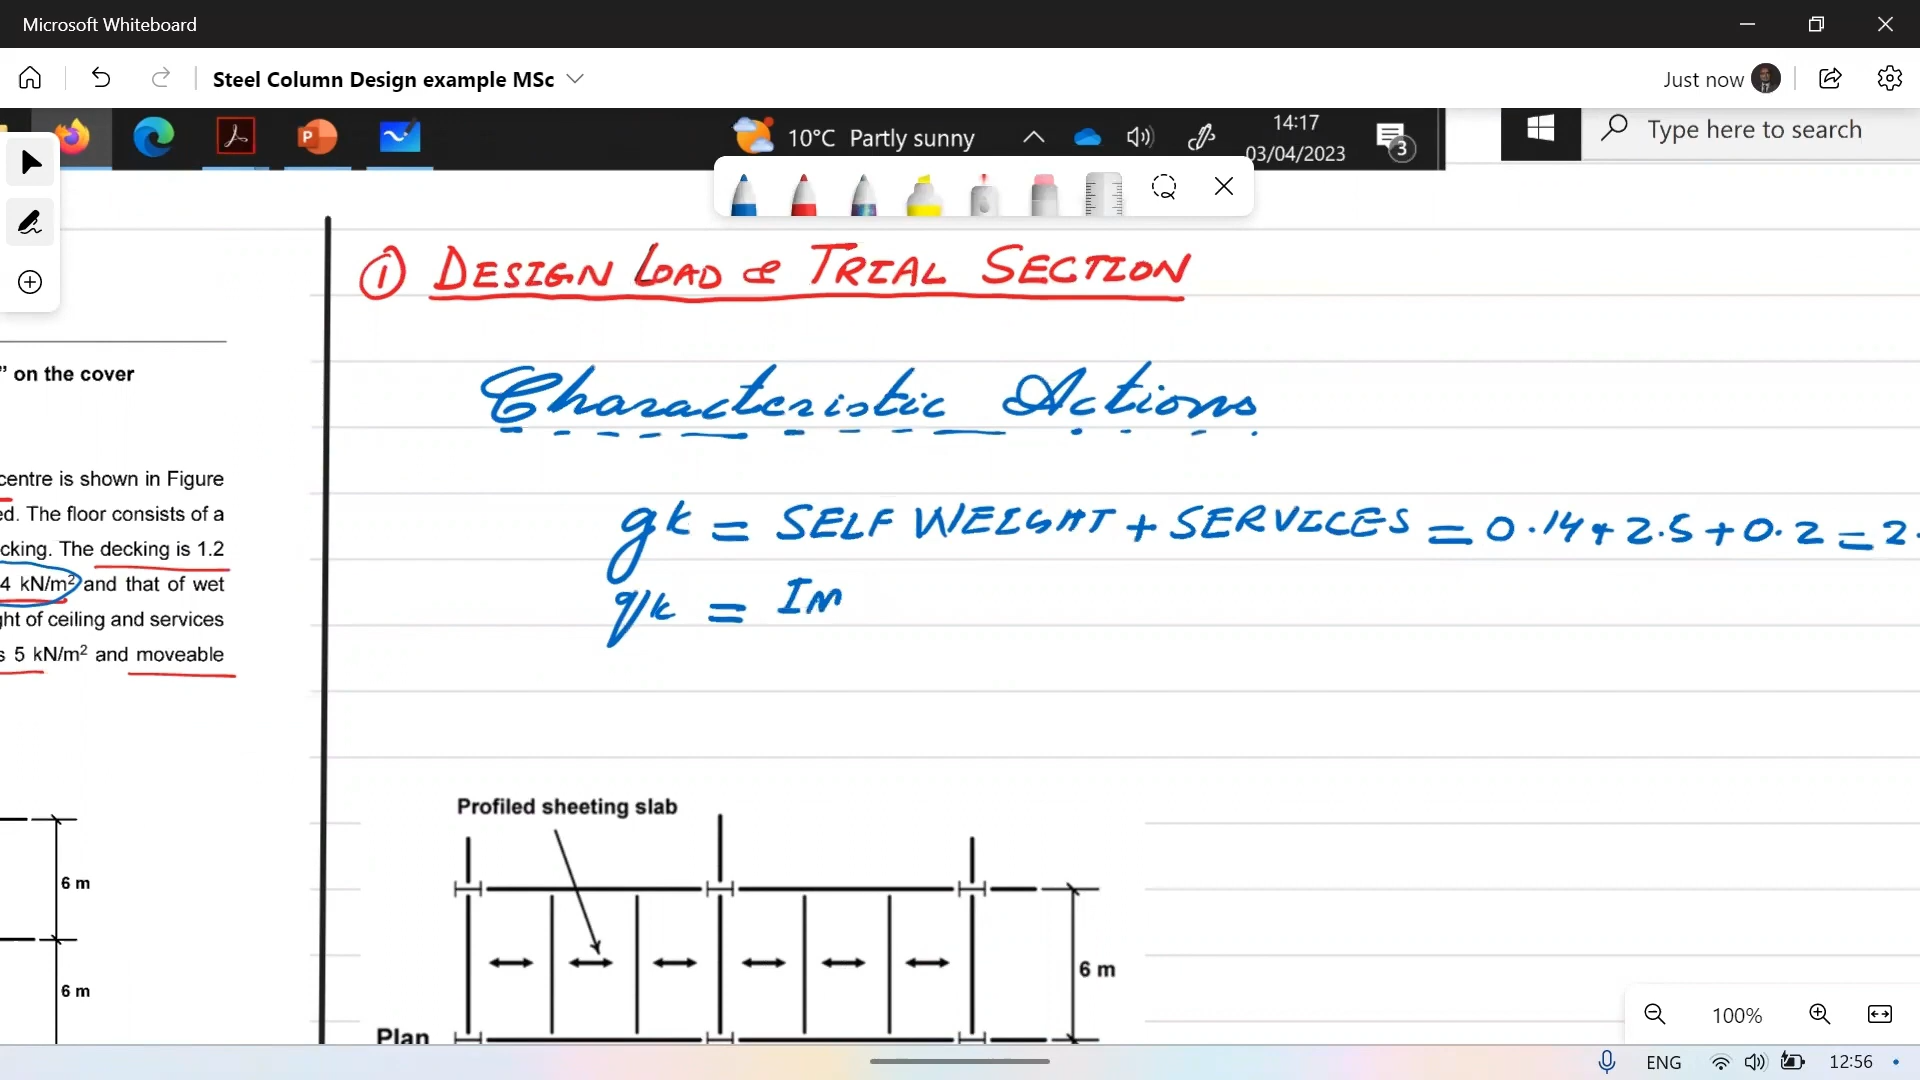 Microsoft Whiteboard
Steel Column Design example MSc
Just now
10°C Partly sunny
14:17
03/04/2023
3
Type here to search
① DESIGN LOAD & TRIAL SECTION
Characteristic Actions
gk = SELF WEIGHT + SERVICES = 0.14 + 2.5 + 0.2 = 2.
qk = Im
" on the cover
centre is shown in Figure
ed. The floor consists of a
cking. The decking is 1.2
4 kN/m² and that of wet
ht of ceiling and services
s 5 kN/m² and moveable
6 m
6 m
Profiled sheeting slab
6 m
Plan
100%
ENG
12:56